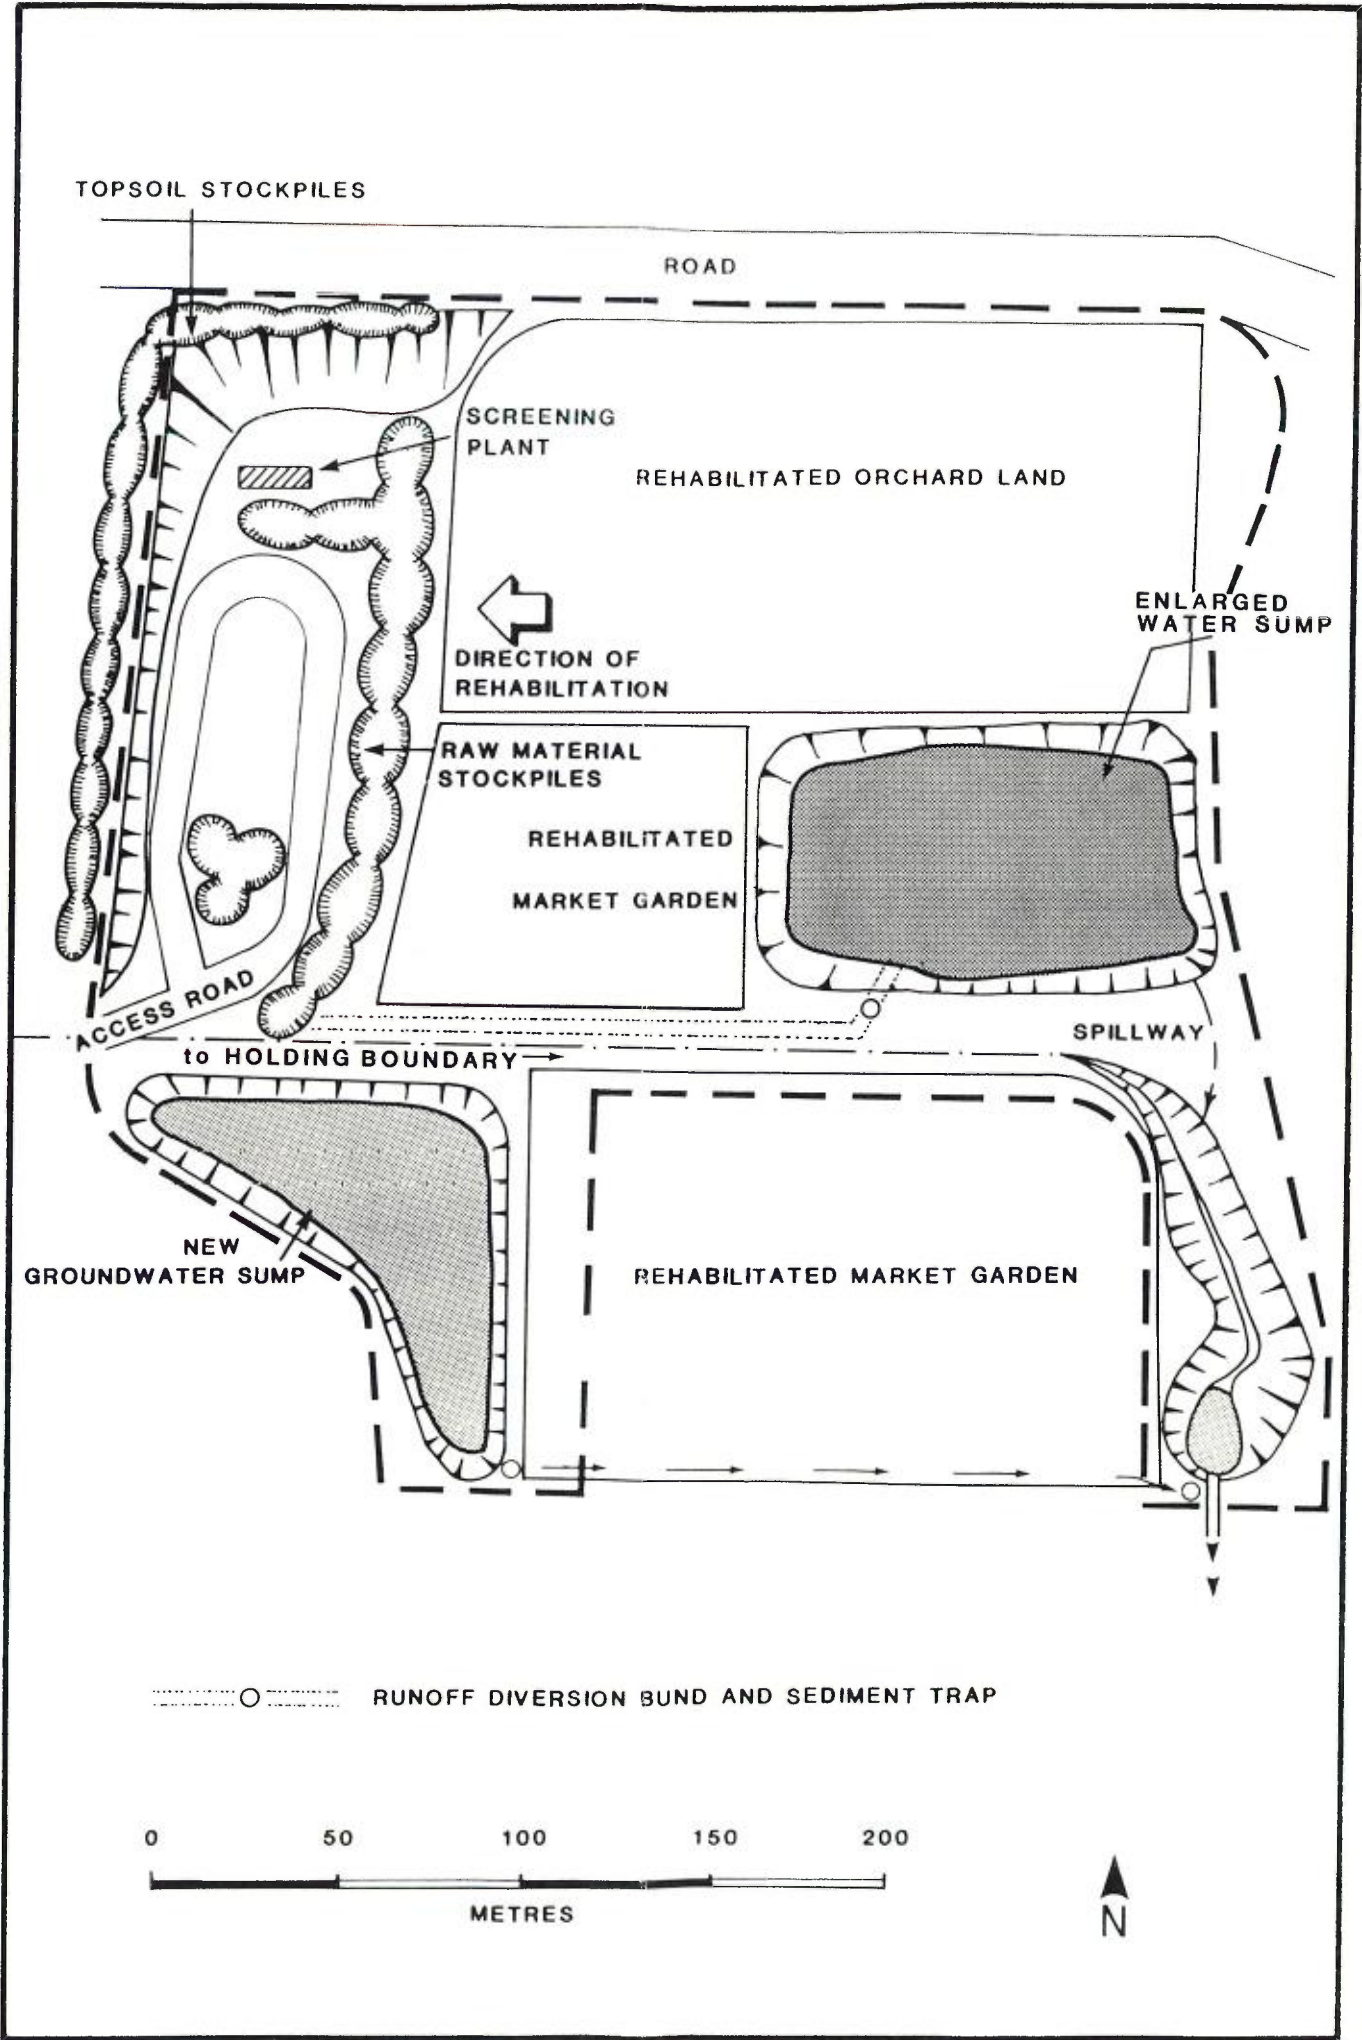 TOPSOIL STOCKPILES
ROAD
SCREENING
PLANT
REHABILITATED ORCHARD LAND
ENLARGED
WATER SUMP
DIRECTION OF
REHABILITATION
RAW MATERIAL
STOCKPILES
REHABILITATED
MARKET GARDEN
ACCESS ROAD
SPILLWAY
to HOLDING BOUNDARY
NEW
GROUNDWATER SUMP
REHABILITATED MARKET GARDEN
RUNOFF DIVERSION BUND AND SEDIMENT TRAP
0 50 100 150 200
METRES
N